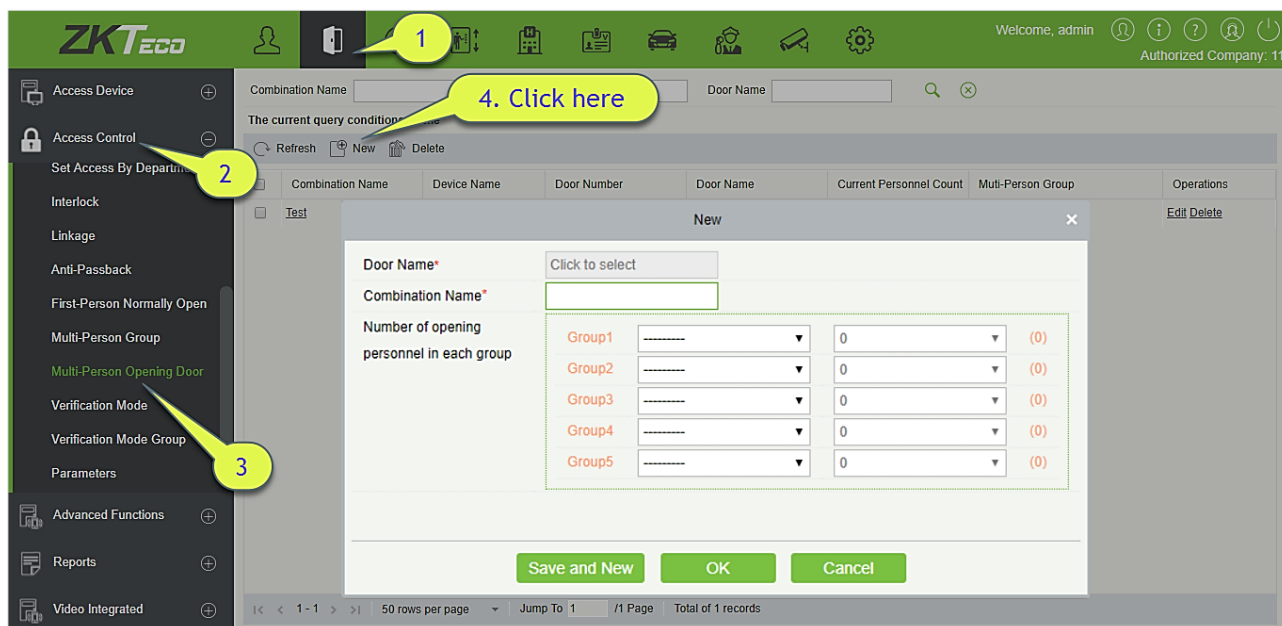 ZKTECO
1
Welcome, admin
Authorized Company: 11
Access Device
Combination Name
Door Name
4. Click here
The current query conditions
Access Control
Refresh New Delete
2
Set Access By
Combination Name Device Name Door Number Door Name Current Personnel Count Muti-Person Group Operations
Interlock
Test
Edit Delete
New
Linkage
Door Name* Click to select
Anti-Passback
Combination Name*
First-Person Normally Open
Number of opening
personnel in each group
Group1 --------- 0 (0)
Group2 --------- 0 (0)
Group3 --------- 0 (0)
Group4 --------- 0 (0)
Group5 --------- 0 (0)
Multi-Person Group
Multi-Person Opening Door
Verification Mode
Verification Mode Group
3
Parameters
Advanced Functions
Reports
Save and New OK Cancel
Video Integrated
1 - 1 50 rows per page Jump To 1 /1 Page Total of 1 records